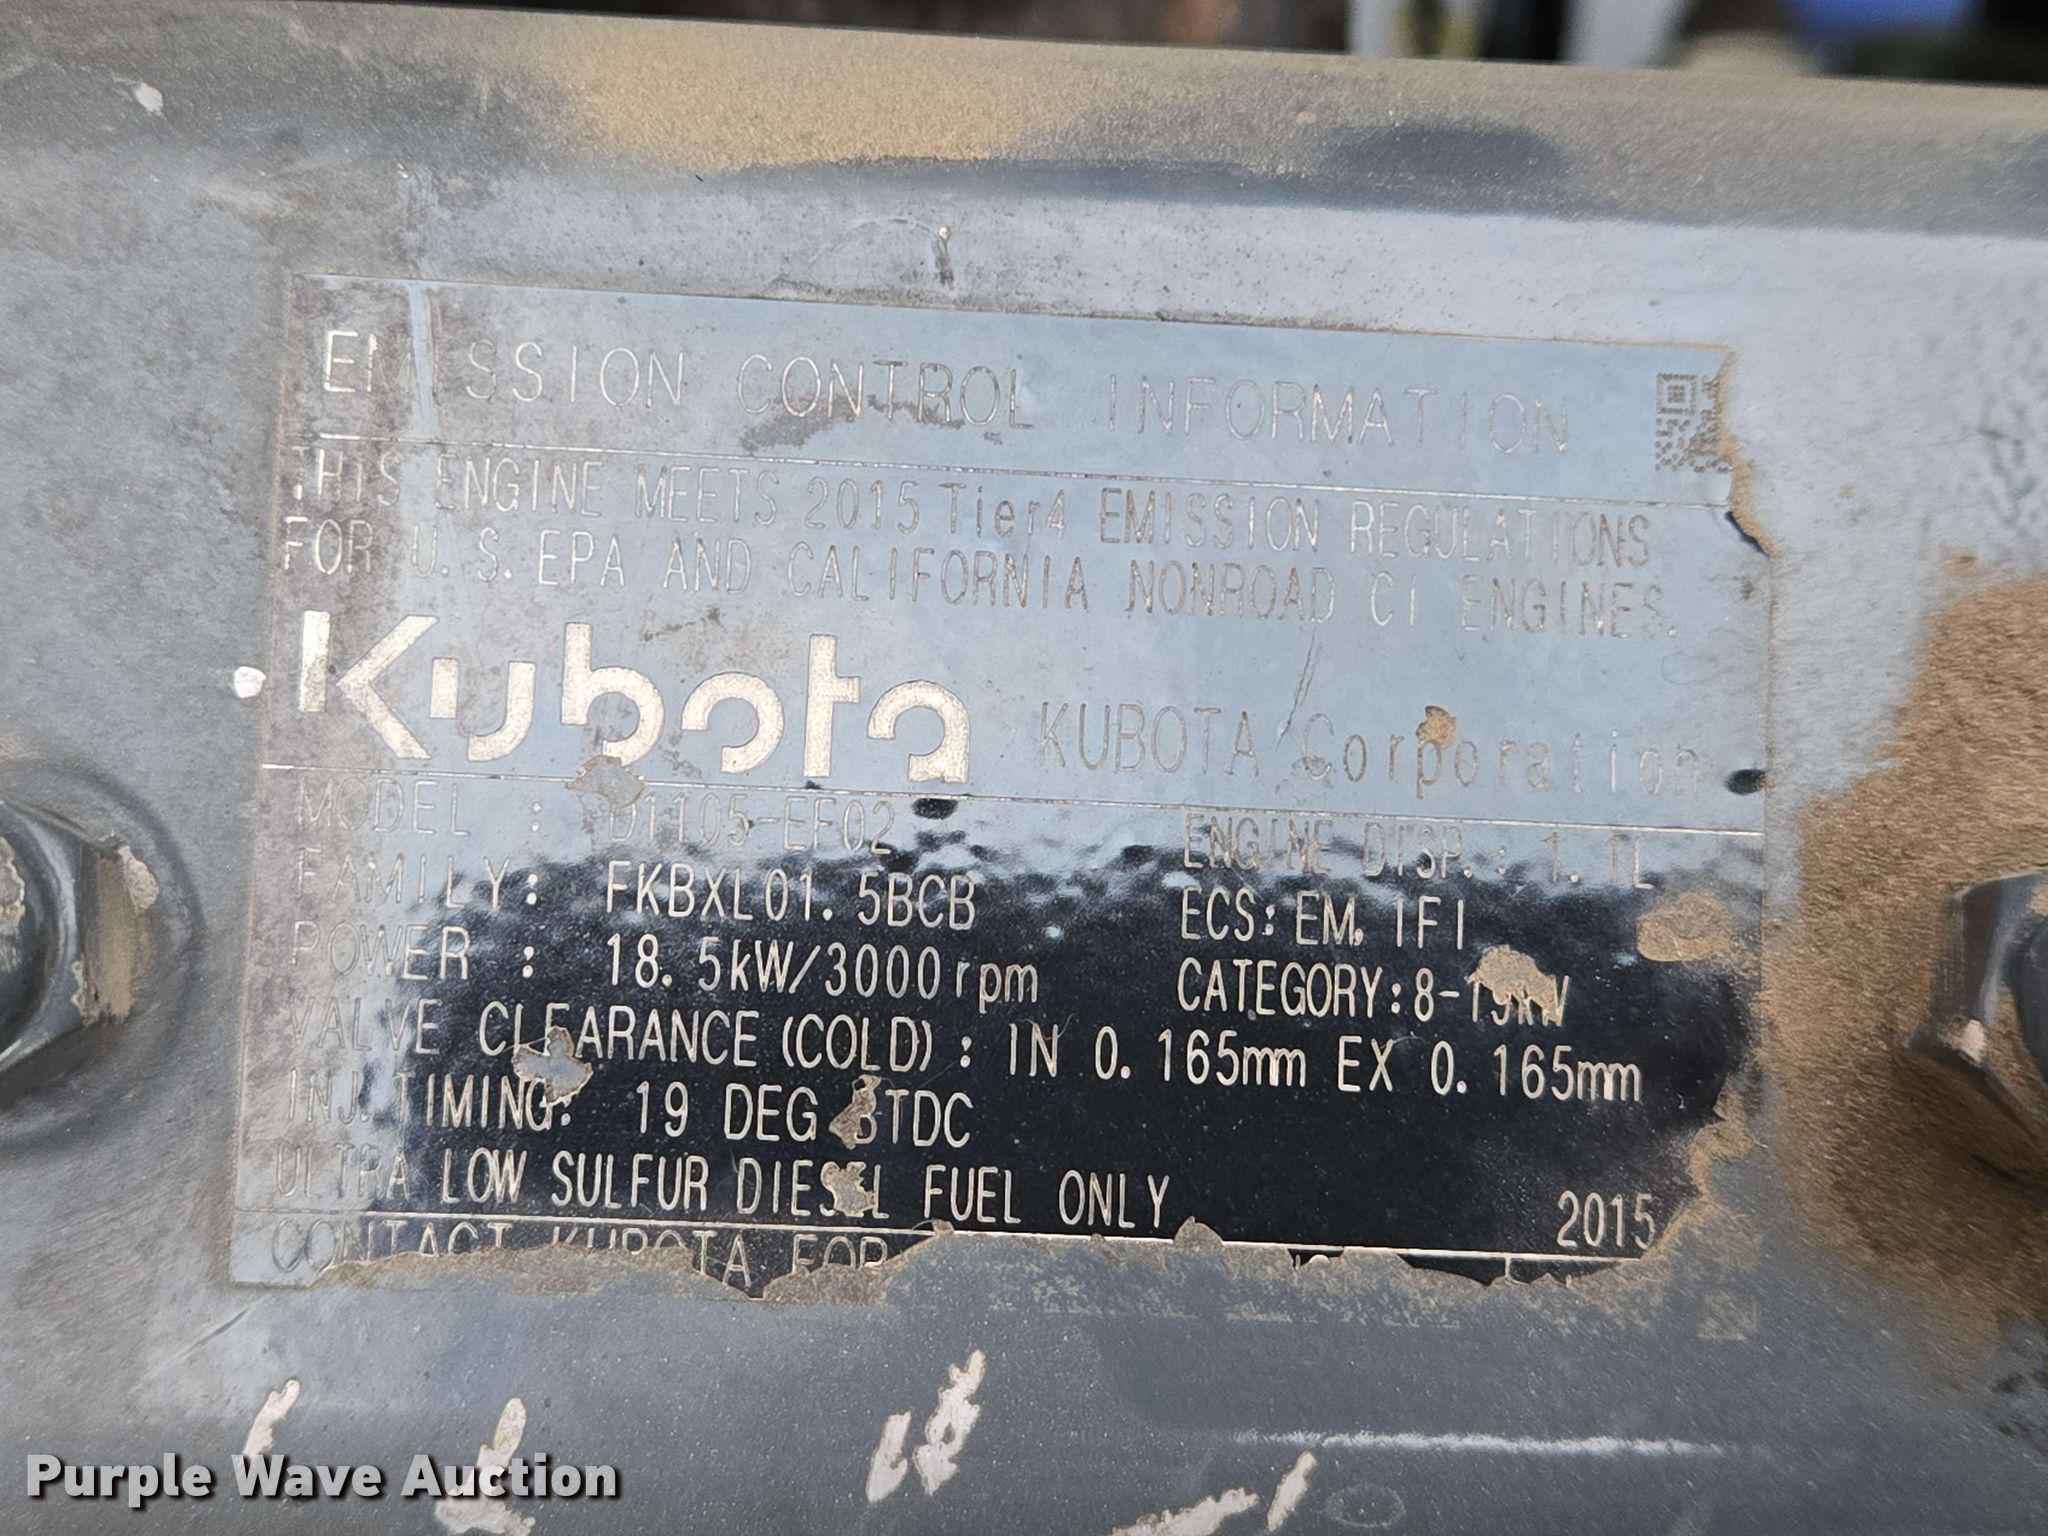 EMISSION CONTROL INFORMATION
THIS ENGINE MEETS 2015 Tier4 EMISSION REGULATIONS
FOR U.S. EPA AND CALIFORNIA NONROAD CI ENGINES.
Kubota KUBOTA Corporation
MODEL : D1105-EF02 ENGINE DISP.: 1.1L
FAMILY: FKBXL01.5BCB ECS: EM, IFI
POWER : 18.5kW/3000rpm CATEGORY:8-19kW
VALVE CLEARANCE (COLD) : IN 0.165mm EX 0.165mm
INJ.TIMING: 19 DEG BTDC
ULTRA LOW SULFUR DIESEL FUEL ONLY 2015
CONTACT KUBOTA FOR
Purple Wave Auction